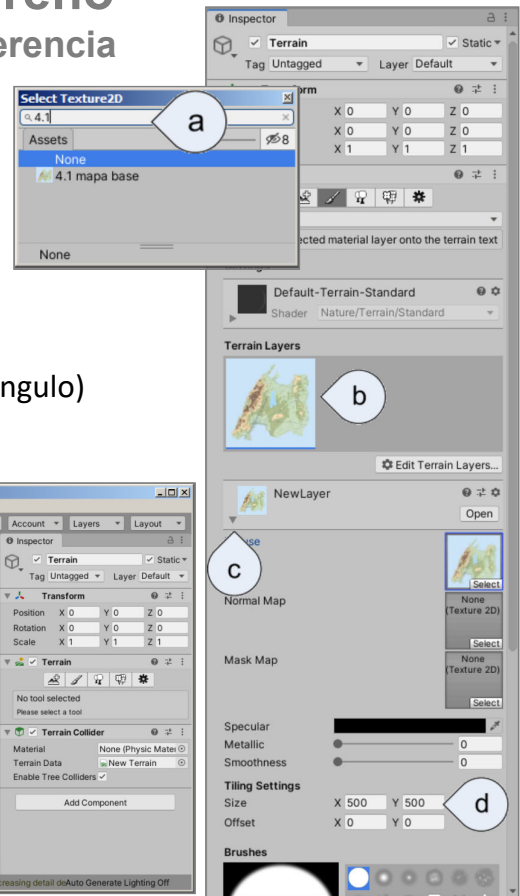 erencia
Select Texture2D
4.1
a
Assets
8
None
4.1 mapa base
None
ngulo)
Inspector
Terrain
Static
Tag Untagged Layer Default
X 0 Y 0 Z 0
X 0 Y 0 Z 0
X 1 Y 1 Z 1
ected material layer onto the terrain text
Default-Terrain-Standard
Shader Nature/Terrain/Standard
Terrain Layers
b
Edit Terrain Layers...
NewLayer
Open
c
Select
Normal Map
None
(Texture 2D)
Select
Mask Map
None
(Texture 2D)
Select
Specular
Metallic 0
Smoothness 0
Tiling Settings
Size X 500 Y 500
d
Offset X 0 Y 0
Brushes
Account Layers Layout
Inspector
Terrain Static
Tag Untagged Layer Default
Transform
Position X 0 Y 0 Z 0
Rotation X 0 Y 0 Z 0
Scale X 1 Y 1 Z 1
Terrain
No tool selected
Please select a tool
Terrain Collider
Material None (Physic Mater
Terrain Data New Terrain
Enable Tree Colliders
Add Component
Auto Generate Lighting Off